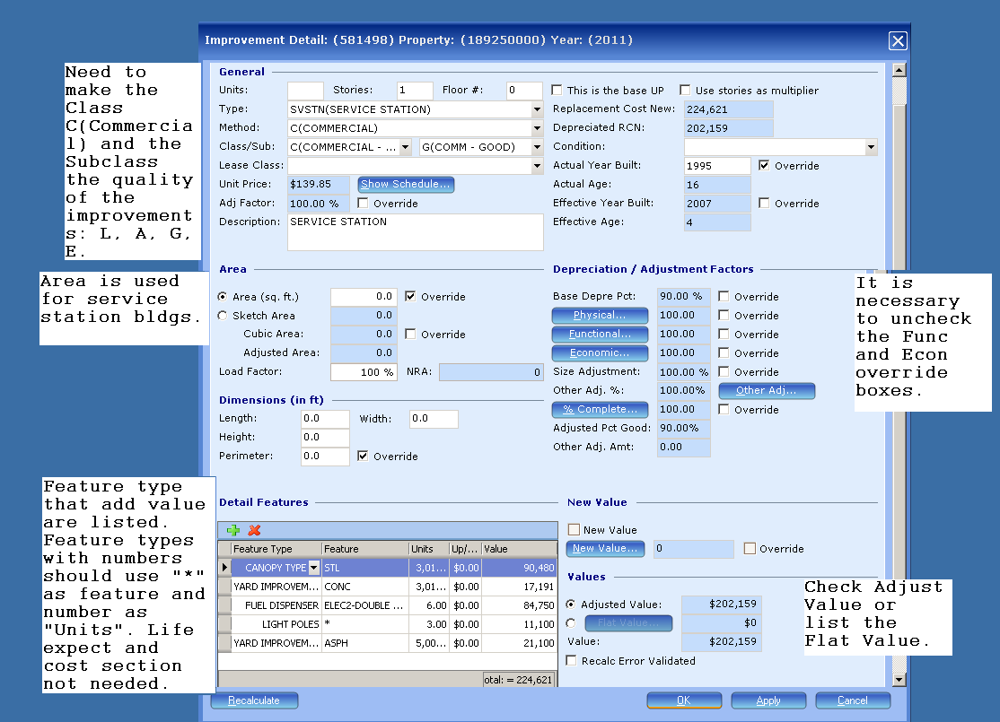 Improvement Detail: (581498) Property: (189250000) Year: (2011)
Need to
make the
Class
C(Commercia
l) and the
Subclass
the quality
of the
improvement
s: L, A, G,
E.
General
Units: Stories: 1 Floor #: 0 This is the base UP Use stories as multiplier
Type: SVSTN(SERVICE STATION) Replacement Cost New: 224,621
Method: C(COMMERCIAL) Depreciated RCN: 202,159
Class/Sub: C(COMMERCIAL - ... G(COMM - GOOD) Condition:
Lease Class: Actual Year Built: 1995 Override
Unit Price: $139.85 Show Schedule... Actual Age: 16
Adj Factor: 100.00 % Override Effective Year Built: 2007 Override
Description: SERVICE STATION Effective Age: 4
Area is used
for service
station bldgs.
Area
Area (sq. ft.) 0.0 Override
Sketch Area 0.0
Cubic Area: 0.0 Override
Adjusted Area: 0.0
Load Factor: 100 % NRA: 0
Dimensions (in ft)
Length: 0.0 Width: 0.0
Height: 0.0
Perimeter: 0.0 Override
Depreciation / Adjustment Factors
Base Depre Pct: 90.00 % Override
Physical... 100.00 Override
Functional... 100.00 Override
Economic... 100.00 Override
Size Adjustment: 100.00 % Override
Other Adj. %: 100.00% Other Adj...
% Complete... 100.00 Override
Adjusted Pct Good: 90.00%
Other Adj. Amt: 0.00
It is
necessary
to uncheck
the Func
and Econ
override
boxes.
Feature type
that add value
are listed.
Feature types
with numbers
should use "*"
as feature and
number as
"Units". Life
expect and
cost section
not needed.
Detail Features
Feature Type Feature Units Up/... Value
CANOPY TYPE STL 3,01... $0.00 90,480
YARD IMPROVEM... CONC 3,01... $0.00 17,191
FUEL DISPENSER ELEC2-DOUBLE ... 6.00 $0.00 84,750
LIGHT POLES * 3.00 $0.00 11,100
YARD IMPROVEM... ASPH 5,00... $0.00 21,100
otal: = 224,621
New Value
New Value
New Value... 0 Override
Values
Adjusted Value: $202,159
Flat Value... $0
Value: $202,159
Recalc Error Validated
Check Adjust
Value or
list the
Flat Value.
Recalculate OK Apply Cancel